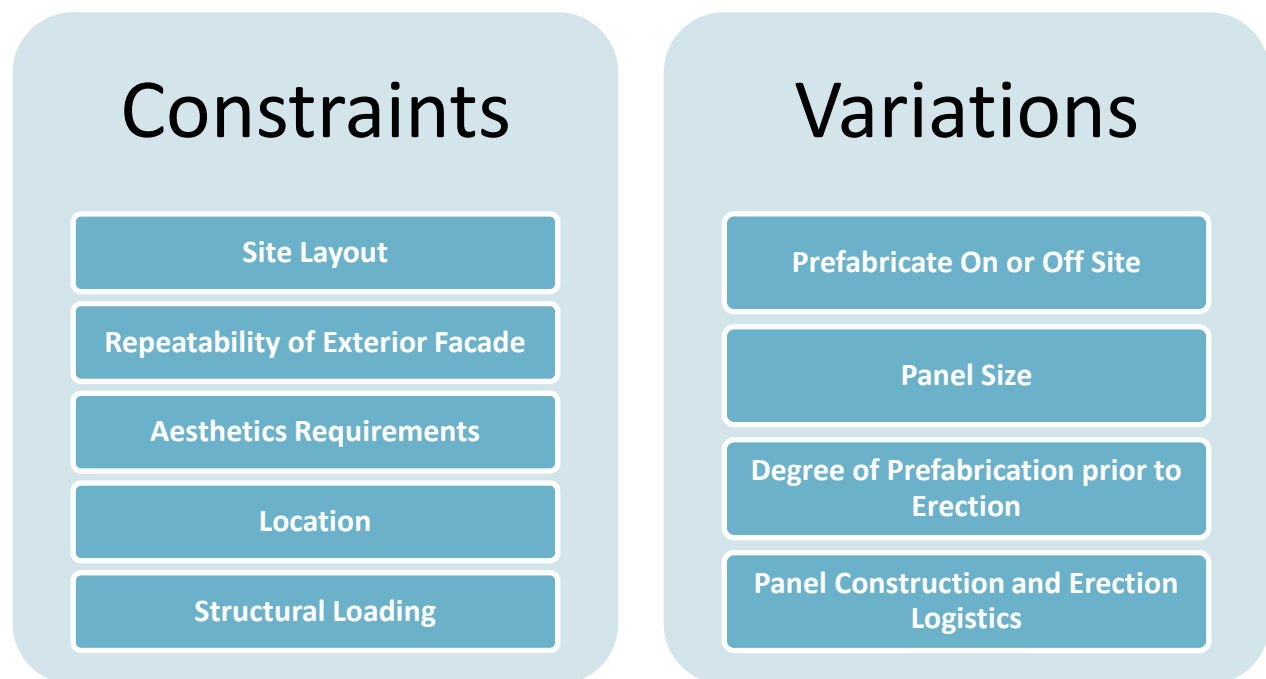 Constraints
Site Layout
Repeatability of Exterior Facade
Aesthetics Requirements
Location
Structural Loading
Variations
Prefabricate On or Off Site
Panel Size
Degree of Prefabrication prior to
Erection
Panel Construction and Erection
Logistics